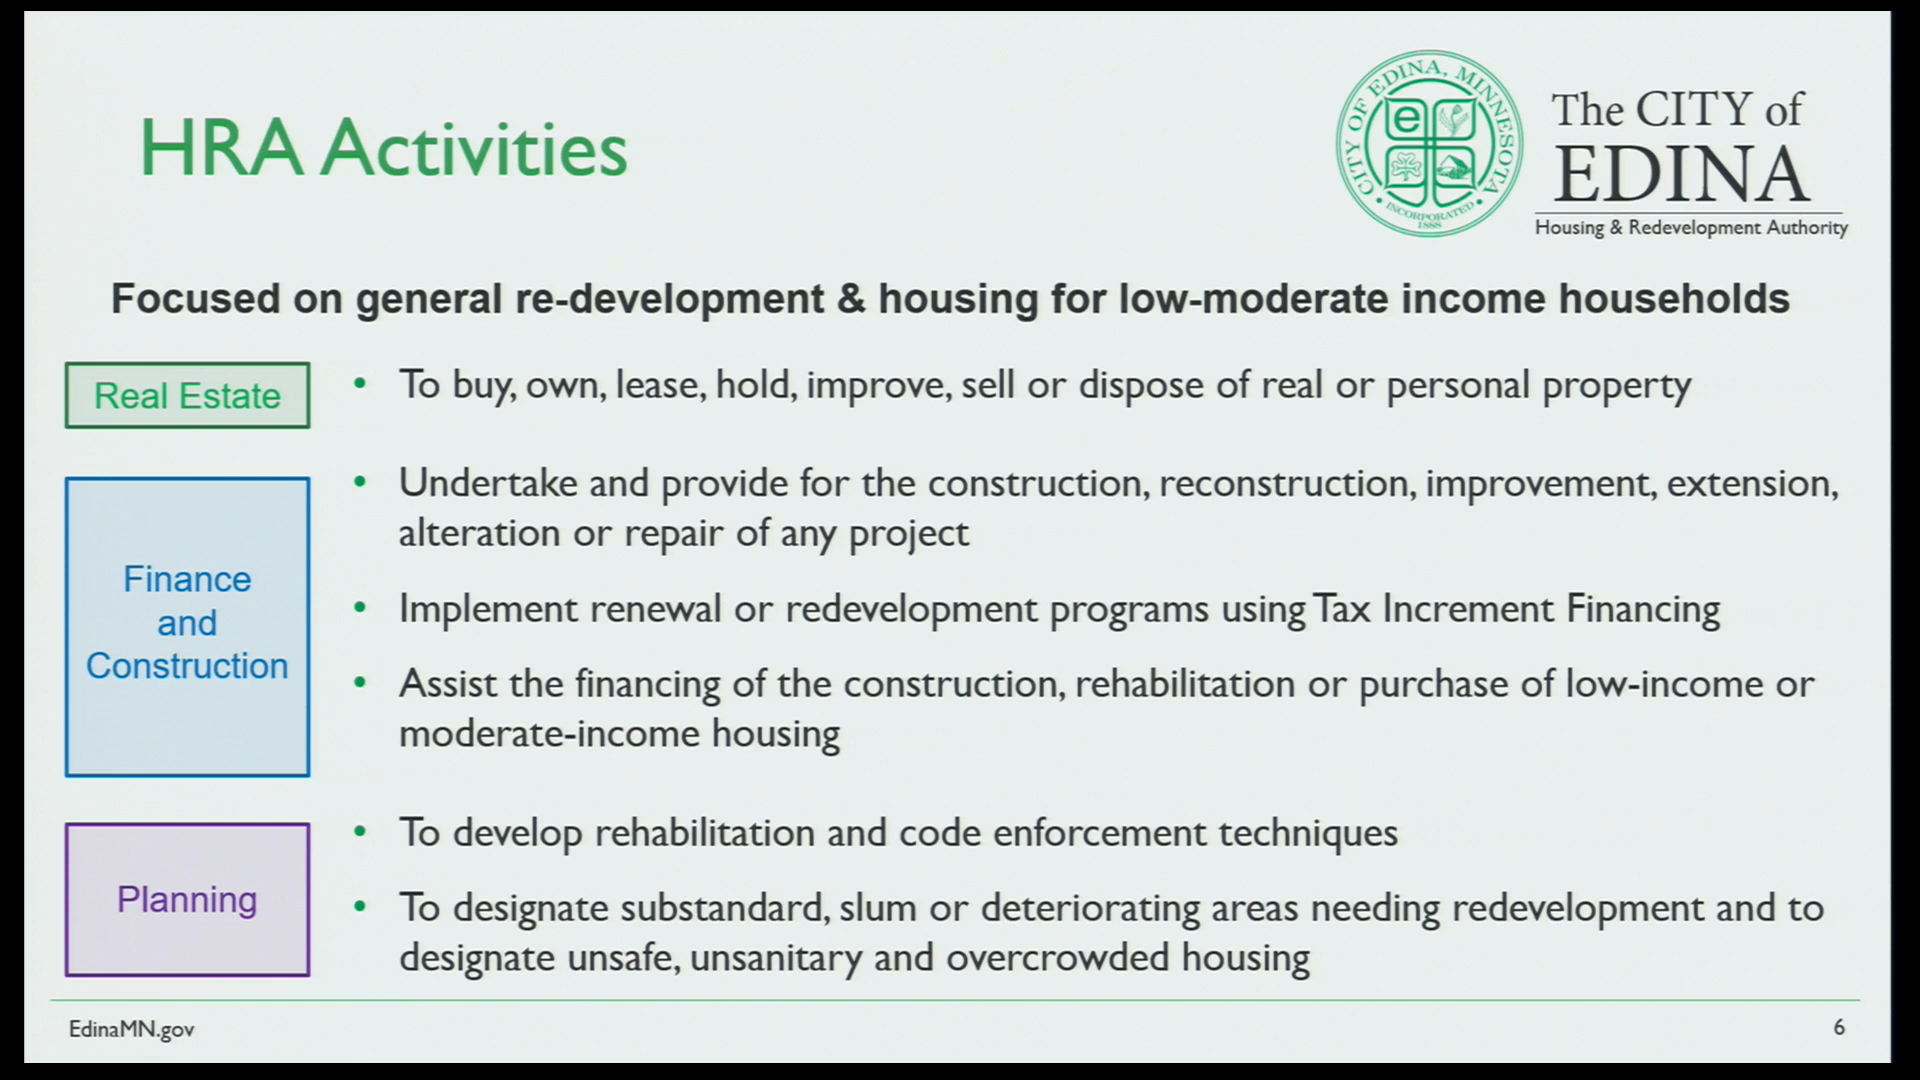 HRA Activities
CITY OF EDINA, MINNESOTA
e
• INCORPORATED •
1888
The CITY of
EDINA
Housing & Redevelopment Authority
Focused on general re-development & housing for low-moderate income households
Real Estate
• To buy, own, lease, hold, improve, sell or dispose of real or personal property
Finance
and
Construction
• Undertake and provide for the construction, reconstruction, improvement, extension,
alteration or repair of any project
• Implement renewal or redevelopment programs using Tax Increment Financing
• Assist the financing of the construction, rehabilitation or purchase of low-income or
moderate-income housing
Planning
• To develop rehabilitation and code enforcement techniques
• To designate substandard, slum or deteriorating areas needing redevelopment and to
designate unsafe, unsanitary and overcrowded housing
EdinaMN.gov
6